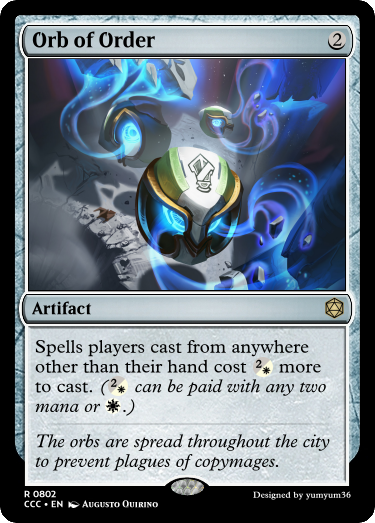 Orb of Order 2
Artifact
Spells players cast from anywhere
other than their hand cost {2/W} more
to cast. ({2/W} can be paid with any two
mana or {W}.)
The orbs are spread throughout the city
to prevent plagues of copymages.
R 0802
CCC • EN Augusto Quirino
Designed by yumyum36